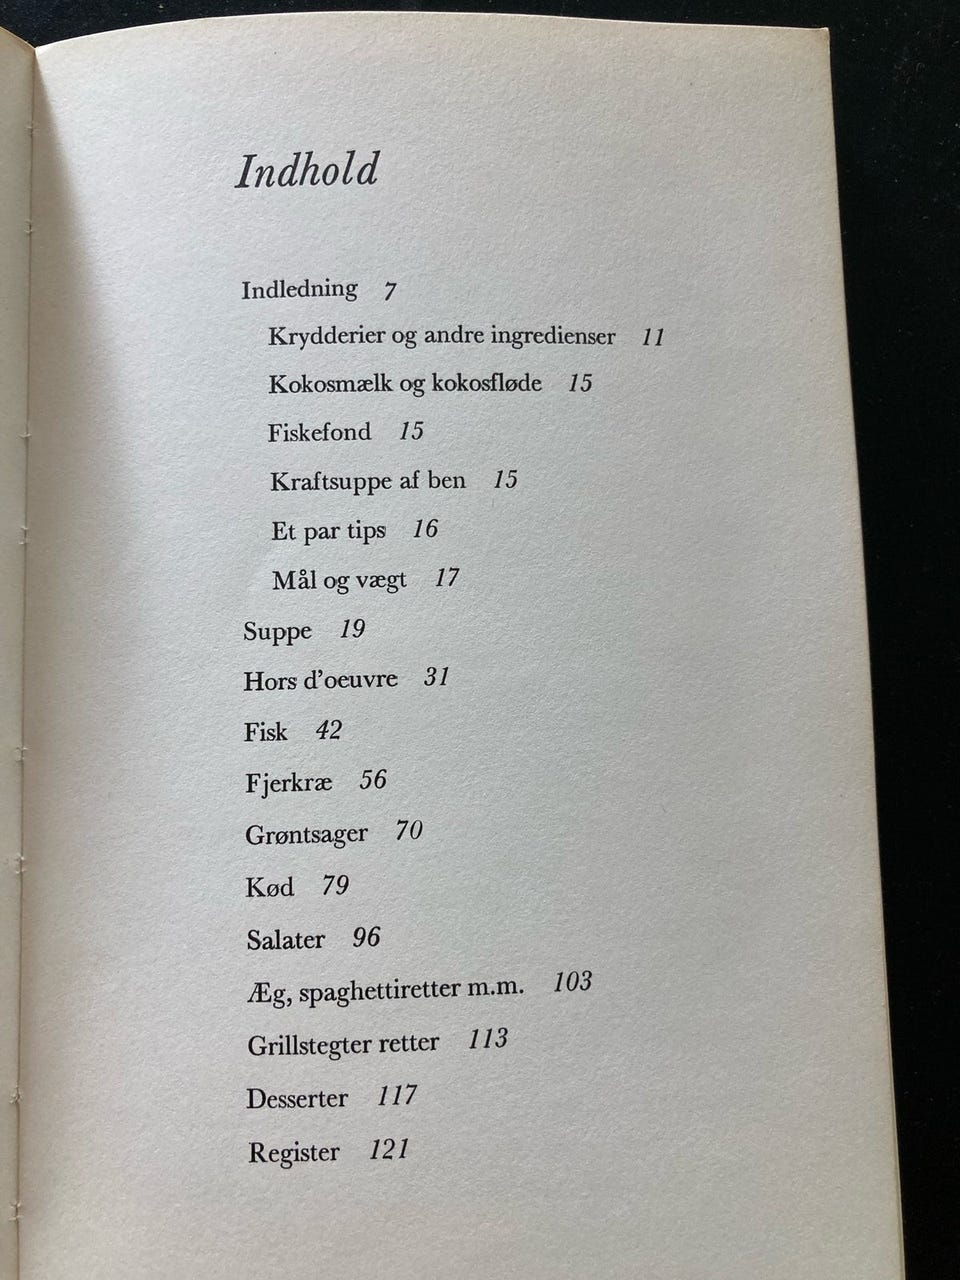 Indhold
Indledning 7
Krydderier og andre ingredienser 11
Kokosmælk og kokosfløde 15
Fiskefond 15
Kraftsuppe af ben 15
Et par tips 16
Mål og vægt 17
Suppe 19
Hors d’oeuvre 31
Fisk 42
Fjerkræ 56
Grøntsager 70
Kød 79
Salater 96
Æg, spaghettiretter m.m. 103
Grillstegter retter 113
Desserter 117
Register 121